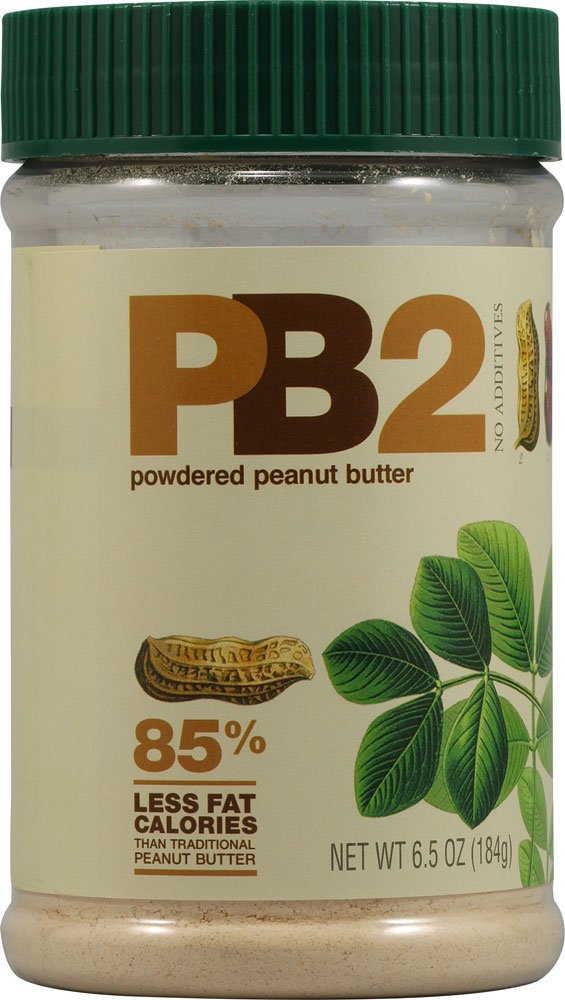 PB2
NO ADDITIVES
powdered peanut butter
85%
LESS FAT
CALORIES
THAN TRADITIONAL
PEANUT BUTTER
NET WT 6.5 OZ (184g)